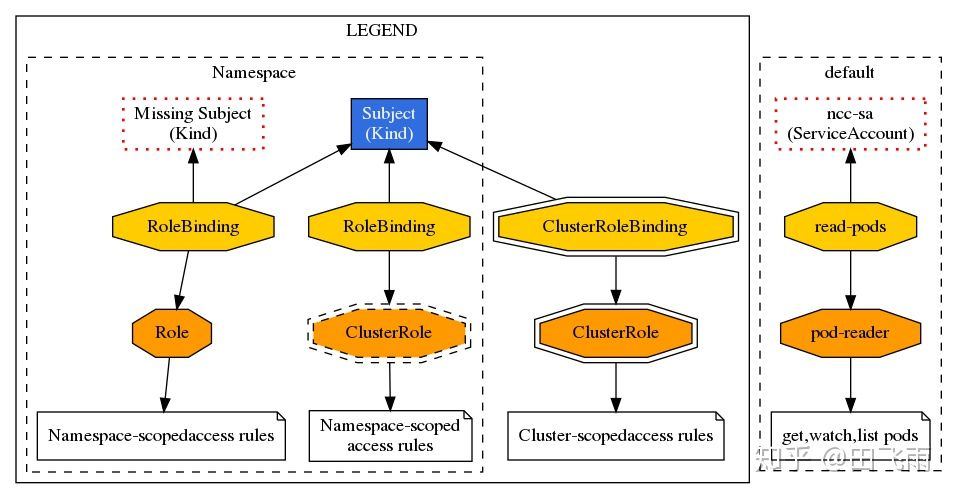 LEGEND
Namespace
Missing Subject
(Kind)
Subject
(Kind)
RoleBinding
RoleBinding
ClusterRoleBinding
Role
ClusterRole
ClusterRole
Namespace-scopedaccess rules
Namespace-scoped
access rules
Cluster-scopedaccess rules
default
ncc-sa
(ServiceAccount)
read-pods
pod-reader
get,watch,list pods
知乎 @田飞雨